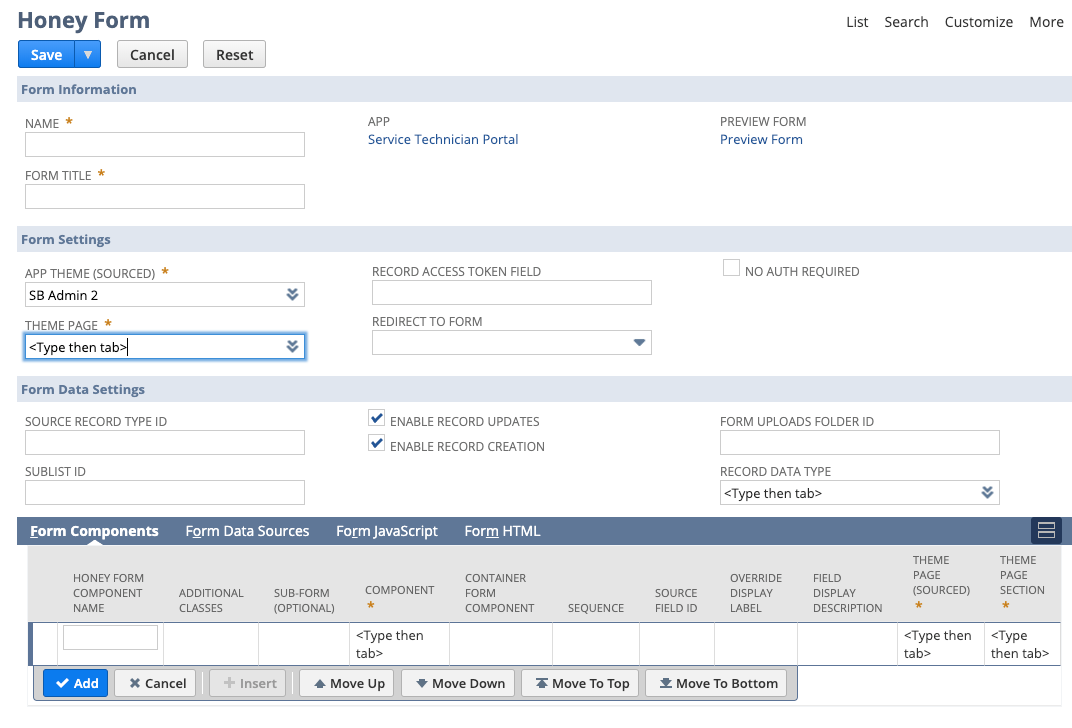 Honey Form
List Search Customize More
Save Cancel Reset
Form Information
NAME *
APP
Service Technician Portal
PREVIEW FORM
Preview Form
FORM TITLE *
Form Settings
APP THEME (SOURCED) *
SB Admin 2
RECORD ACCESS TOKEN FIELD
NO AUTH REQUIRED
THEME PAGE *
<Type then tab>
REDIRECT TO FORM
Form Data Settings
SOURCE RECORD TYPE ID
ENABLE RECORD UPDATES
ENABLE RECORD CREATION
FORM UPLOADS FOLDER ID
SUBLIST ID
RECORD DATA TYPE
<Type then tab>
Form Components Form Data Sources Form JavaScript Form HTML
HONEY FORM
COMPONENT
NAME
ADDITIONAL
CLASSES
SUB-FORM
(OPTIONAL)
COMPONENT
*
CONTAINER
FORM
COMPONENT
SEQUENCE
SOURCE
FIELD ID
OVERRIDE
DISPLAY
LABEL
FIELD
DISPLAY
DESCRIPTION
THEME
PAGE
(SOURCED)
*
THEME
PAGE
SECTION
*
<Type then
tab>
<Type then
tab>
<Type
then tab>
Add Cancel Insert Move Up Move Down Move To Top Move To Bottom